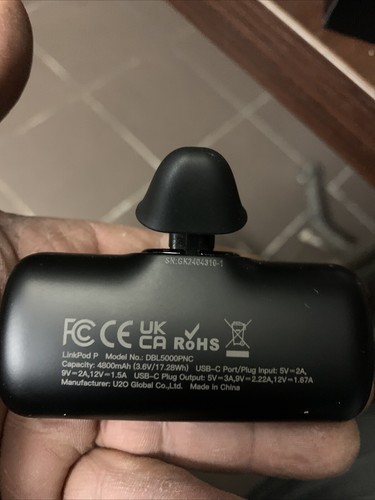 SN:GK2404316-1
FC CE UK CA RoHS
LinkPod P Model No.: DBL5000PNC
Capacity: 4800mAh (3.6V/17.28Wh) USB-C Port/Plug Input: 5V⎓2A,
9V⎓2A,12V⎓1.5A USB-C Plug Output: 5V⎓3A,9V⎓2.22A,12V⎓1.67A
Manufacturer: U2O Global Co.,Ltd. Made in China